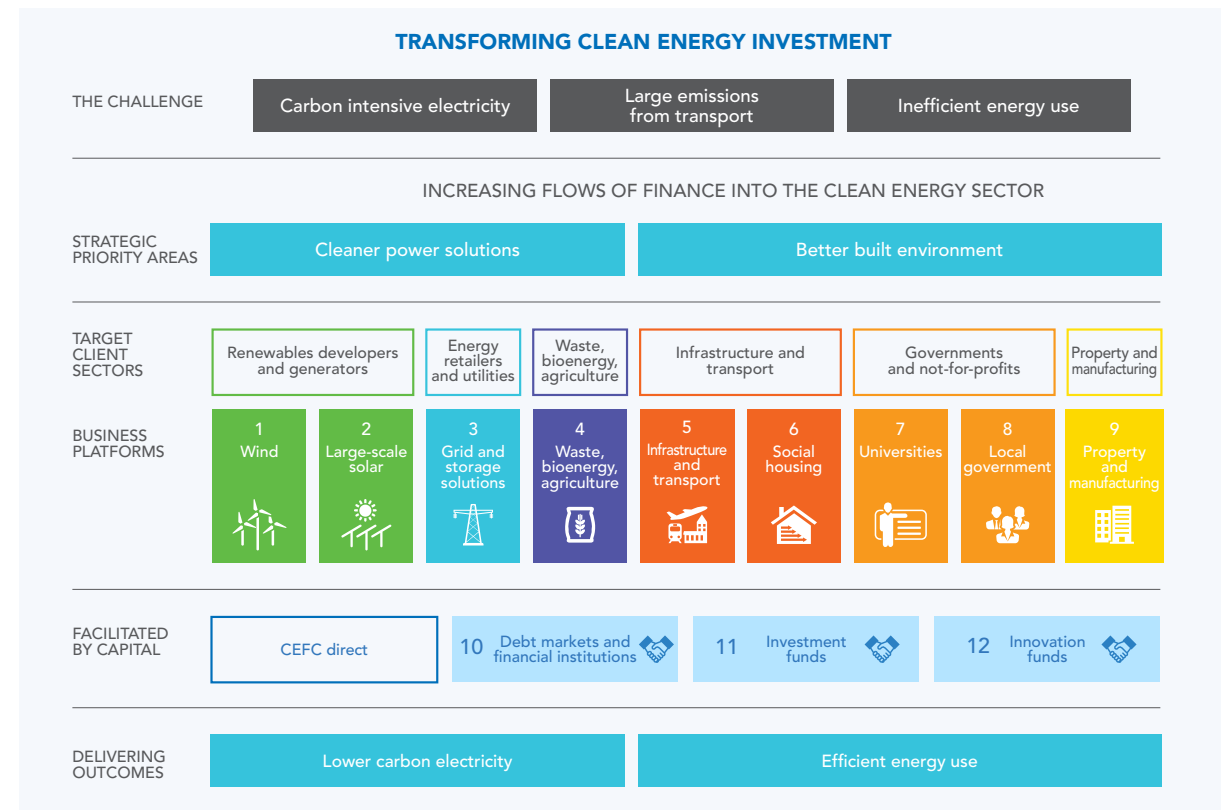 TRANSFORMING CLEAN ENERGY INVESTMENT
THE CHALLENGE
Carbon intensive electricity
Large emissions
from transport
Inefficient energy use
INCREASING FLOWS OF FINANCE INTO THE CLEAN ENERGY SECTOR
STRATEGIC
PRIORITY AREAS
Cleaner power solutions
Better built environment
TARGET
CLIENT
SECTORS
Renewables developers
and generators
Energy
retailers
and utilities
Waste,
bioenergy,
agriculture
Infrastructure and
transport
Governments
and not-for-profits
Property and
manufacturing
BUSINESS
PLATFORMS
1
Wind
2
Large-scale
solar
3
Grid and
storage
solutions
4
Waste,
bioenergy,
agriculture
5
Infrastructure
and
transport
6
Social
housing
7
Universities
8
Local
government
9
Property
and
manufacturing
FACILITATED
BY CAPITAL
CEFC direct
10
Debt markets and
financial institutions
11
Investment
funds
12
Innovation
funds
DELIVERING
OUTCOMES
Lower carbon electricity
Efficient energy use